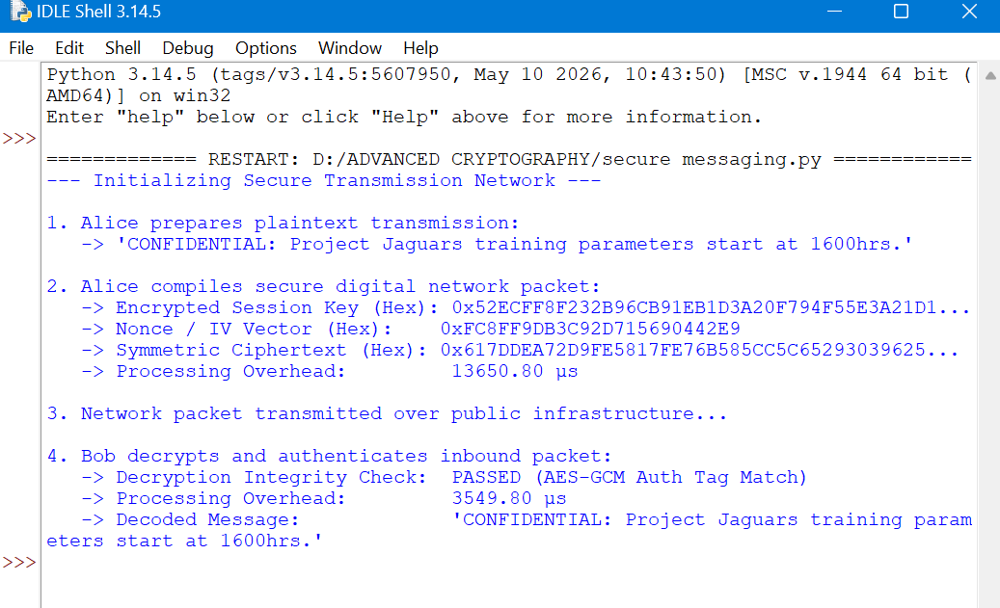 IDLE Shell 3.14.5
File Edit Shell Debug Options Window Help
Python 3.14.5 (tags/v3.14.5:5607950, May 10 2026, 10:43:50) [MSC v.1944 64 bit (
AMD64)] on win32
Enter "help" below or click "Help" above for more information.
>>>
============= RESTART: D:/ADVANCED CRYPTOGRAPHY/secure messaging.py ============
--- Initializing Secure Transmission Network ---
1. Alice prepares plaintext transmission:
-> 'CONFIDENTIAL: Project Jaguars training parameters start at 1600hrs.'
2. Alice compiles secure digital network packet:
-> Encrypted Session Key (Hex): 0x52ECFF8F232B96CB91EB1D3A20F794F55E3A21D1...
-> Nonce / IV Vector (Hex): 0xFC8FF9DB3C92D715690442E9
-> Symmetric Ciphertext (Hex): 0x617DDEA72D9FE5817FE76B585CC5C65293039625...
-> Processing Overhead: 13650.80 µs
3. Network packet transmitted over public infrastructure...
4. Bob decrypts and authenticates inbound packet:
-> Decryption Integrity Check: PASSED (AES-GCM Auth Tag Match)
-> Processing Overhead: 3549.80 µs
-> Decoded Message: 'CONFIDENTIAL: Project Jaguars training param
eters start at 1600hrs.'
>>>